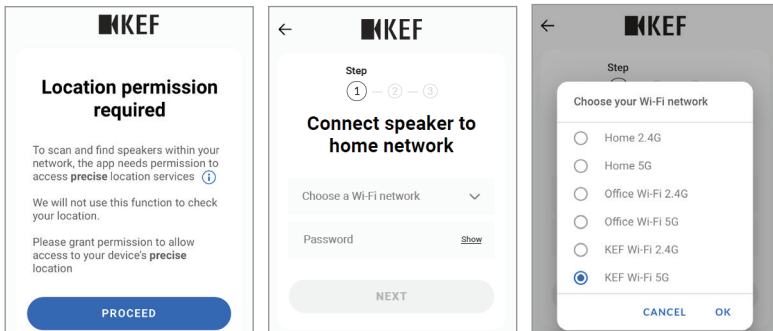 KEF
Location permission
required
To scan and find speakers within your
network, the app needs permission to
access precise location services
We will not use this function to check
your location.
Please grant permission to allow
access to your device's precise
location
PROCEED
KEF
Step
1 2 3
Connect speaker to
home network
Choose a Wi-Fi network
Password Show
NEXT
KEF
Step
Choose your Wi-Fi network
Home 2.4G
Home 5G
Office Wi-Fi 2.4G
Office Wi-Fi 5G
KEF Wi-Fi 2.4G
KEF Wi-Fi 5G
CANCEL OK